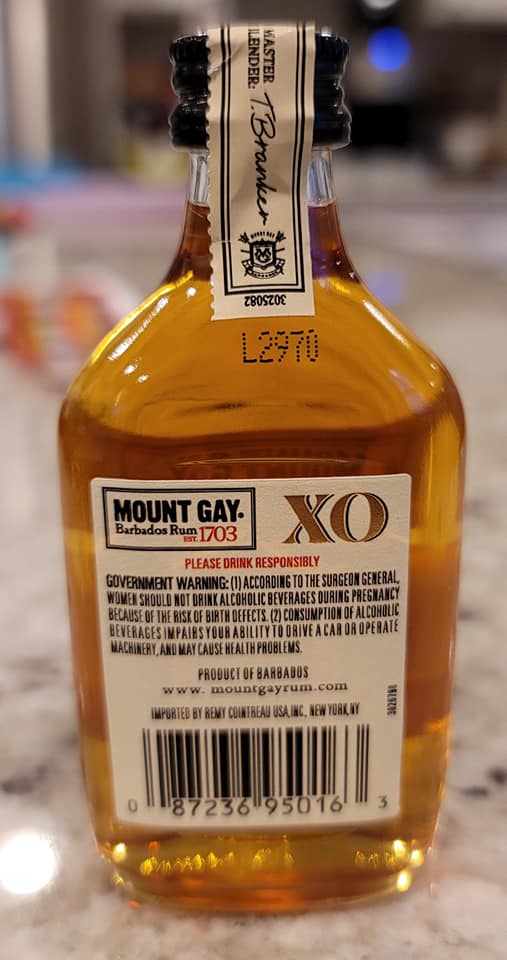 MASTER
BLENDER: T. Branker
MOUNT GAY
BARBADOS
3025082
L2970
MOUNT GAY.
Barbados Rum EST. 1703
XO
PLEASE DRINK RESPONSIBLY
GOVERNMENT WARNING: (1) ACCORDING TO THE SURGEON GENERAL,
WOMEN SHOULD NOT DRINK ALCOHOLIC BEVERAGES DURING PREGNANCY
BECAUSE OF THE RISK OF BIRTH DEFECTS. (2) CONSUMPTION OF ALCOHOLIC
BEVERAGES IMPAIRS YOUR ABILITY TO DRIVE A CAR OR OPERATE
MACHINERY, AND MAY CAUSE HEALTH PROBLEMS.
PRODUCT OF BARBADOS
www. mountgayrum.com
IMPORTED BY REMY COINTREAU USA, INC., NEW YORK, NY
0 87236 95016 3